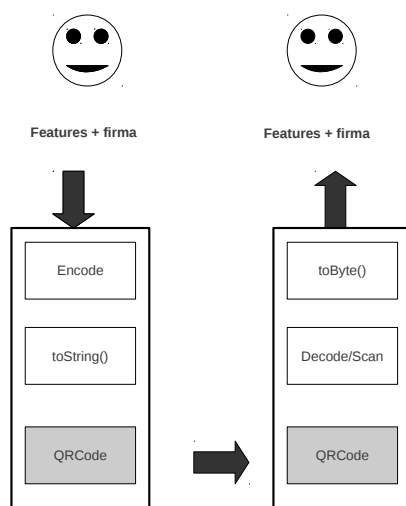 Features + firma
Features + firma
Encode
toString()
QRCode
toByte()
Decode/Scan
QRCode